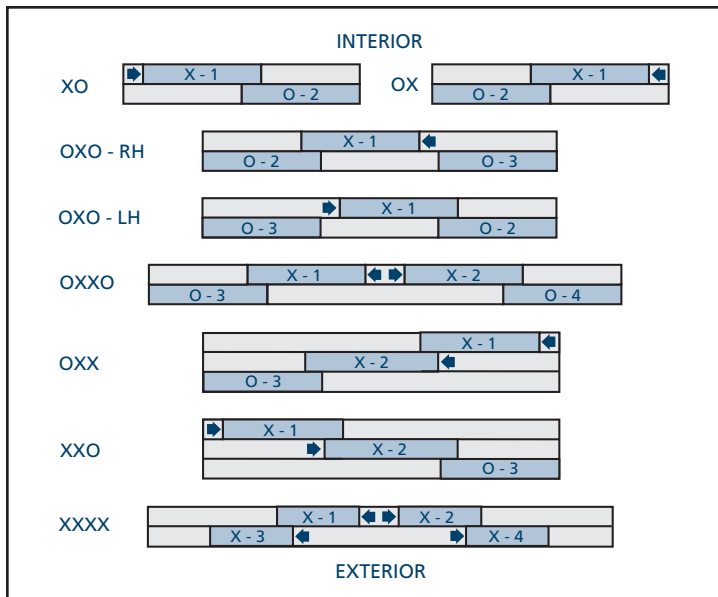 INTERIOR
XO
X - 1
O - 2
OX
X - 1
O - 2
OXO - RH
X - 1
O - 2
O - 3
OXO - LH
X - 1
O - 3
O - 2
OXXO
X - 1
X - 2
O - 3
O - 4
OXX
X - 1
X - 2
O - 3
XXO
X - 1
X - 2
O - 3
XXXX
X - 1
X - 2
X - 3
X - 4
EXTERIOR